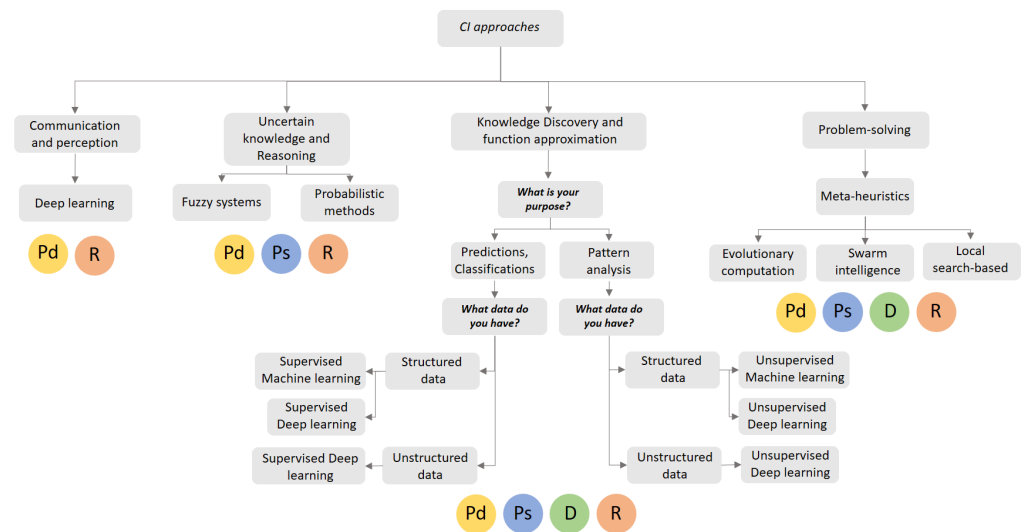 CI approaches
Communication
and perception
Uncertain
knowledge and
Reasoning
Knowledge Discovery and
function approximation
Problem-solving
Deep learning
Fuzzy systems
Probabilistic
methods
What is your
purpose?
Meta-heuristics
Pd
R
Pd
Ps
R
Predictions,
Classifications
Pattern
analysis
Evolutionary
computation
Swarm
intelligence
Local
search-based
What data do
you have?
What data do
you have?
Pd
Ps
D
R
Supervised
Machine learning
Structured
data
Structured
data
Unsupervised
Machine learning
Supervised
Deep learning
Unsupervised
Deep learning
Supervised Deep
learning
Unstructured
data
Unstructured
data
Unsupervised
Deep learning
Pd
Ps
D
R